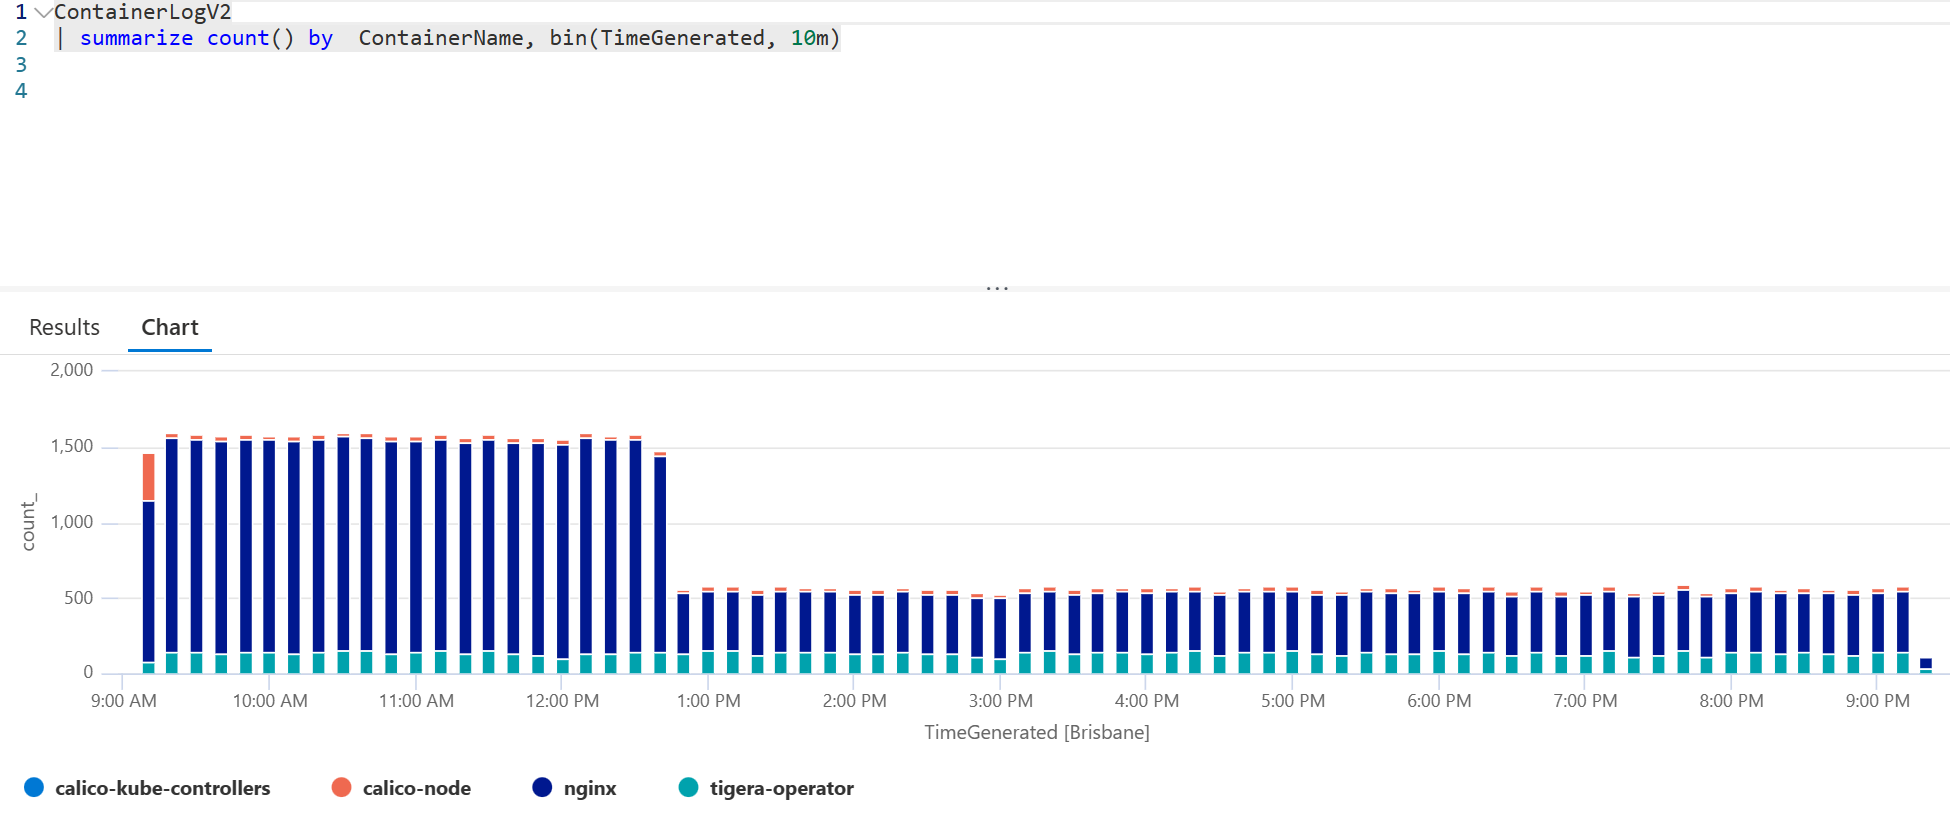 1 ContainerLogV2
2 | summarize count() by  ContainerName, bin(TimeGenerated, 10m)
3
4
...
Results Chart
2,000
1,500
1,000
500
0
count_
9:00 AM 10:00 AM 11:00 AM 12:00 PM 1:00 PM 2:00 PM 3:00 PM 4:00 PM 5:00 PM 6:00 PM 7:00 PM 8:00 PM 9:00 PM
TimeGenerated [Brisbane]
calico-kube-controllers calico-node nginx tigera-operator